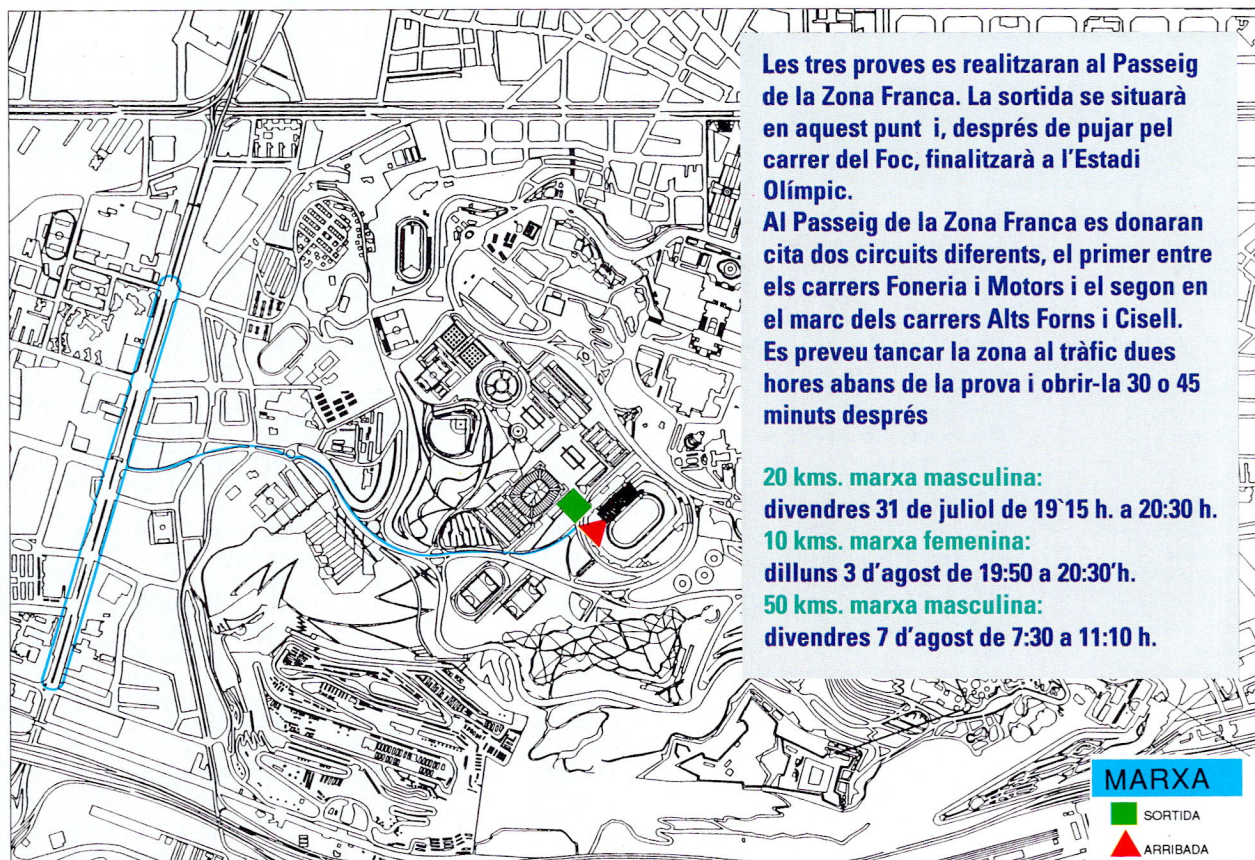 Les tres proves es realitzaran al Passeig
de la Zona Franca. La sortida se situarà
en aquest punt i, després de pujar pel
carrer del Foc, finalitzarà a l'Estadi
Olímpic.
Al Passeig de la Zona Franca es donaran
cita dos circuits diferents, el primer entre
els carrers Foneria i Motors i el segon en
el marc dels carrers Alts Forns i Cisell.
Es preveu tancar la zona al tràfic dues
hores abans de la prova i obrir-la 30 o 45
minuts després
20 kms. marxa masculina:
divendres 31 de juliol de 19`15 h. a 20:30 h.
10 kms. marxa femenina:
dilluns 3 d'agost de 19:50 a 20:30'h.
50 kms. marxa masculina:
divendres 7 d'agost de 7:30 a 11:10 h.
MARXA
SORTIDA
ARRIBADA